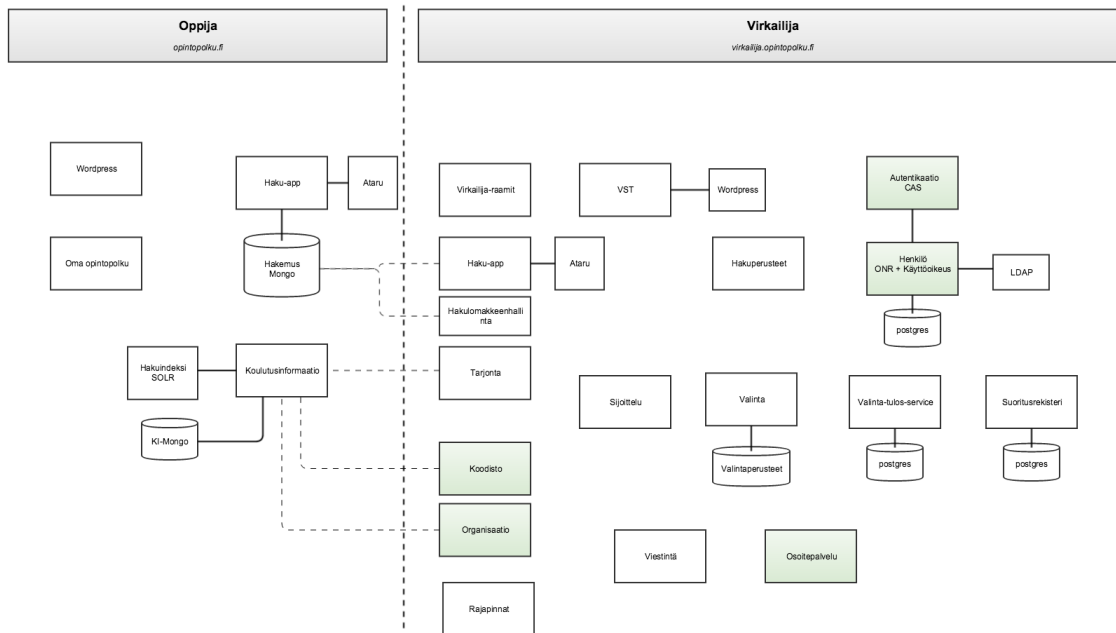 Oppija
opintopolku.fi
Virkailija
virkailija.opintopolku.fi
Wordpress
Haku-app
Ataru
Oma opintopolku
Hakemus
Mongo
Hakuindeksi
SOLR
Koulutusinformaatio
KI-Mongo
Virkailija-raamit
VST
Wordpress
Autentikaatio
CAS
Haku-app
Ataru
Hakuperusteet
Henkilö
ONR + Käyttöoikeus
LDAP
Hakulomakkeenhalli
nta
postgres
Tarjonta
Sijoittelu
Valinta
Valinta-tulos-service
Suoritusrekisteri
Valintaperusteet
postgres
postgres
Koodisto
Organisaatio
Viestintä
Osoitepalvelu
Rajapinnat